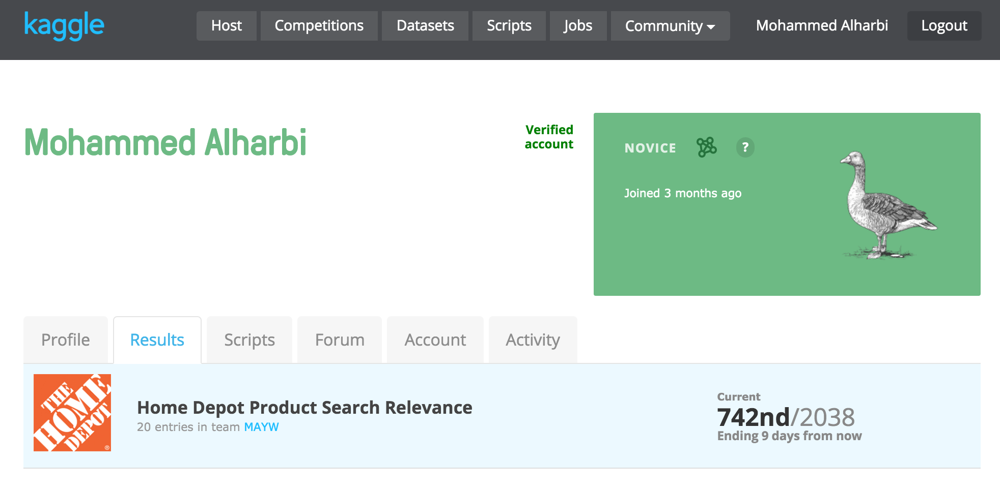 kaggle
Host Competitions Datasets Scripts Jobs Community Mohammed Alharbi Logout
Mohammed Alharbi
Verified
account
NOVICE ?
Joined 3 months ago
Profile Results Scripts Forum Account Activity
THE
HOME
DEPOT
®
Home Depot Product Search Relevance
20 entries in team MAYW
Current
742nd/2038
Ending 9 days from now